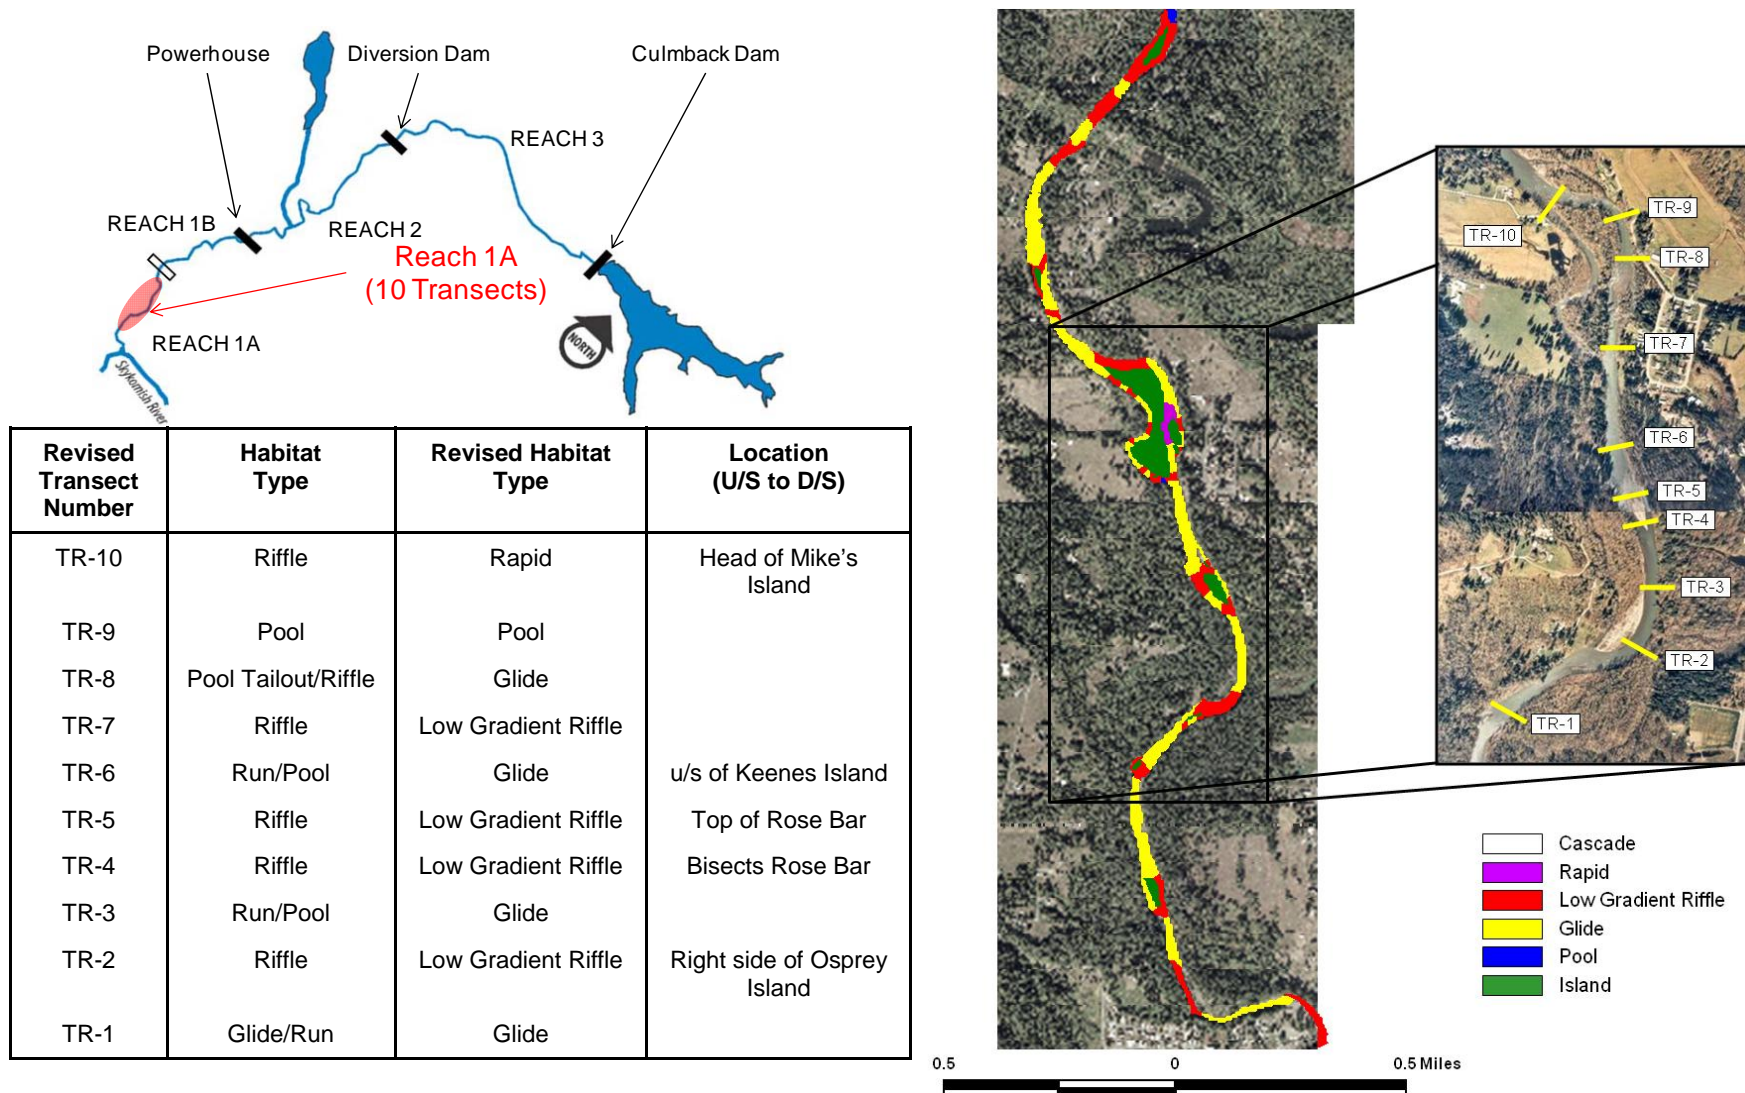 Powerhouse
Diversion Dam
Culmback Dam
REACH 3
REACH 1B
REACH 2
Reach 1A
(10 Transects)
NORTH
REACH 1A
Skykomish River
Revised Transect Number | Habitat Type | Revised Habitat Type | Location (U/S to D/S)
TR-10 | Riffle | Rapid | Head of Mike's Island
TR-9 | Pool | Pool
TR-8 | Pool Tailout/Riffle | Glide
TR-7 | Riffle | Low Gradient Riffle
TR-6 | Run/Pool | Glide | u/s of Keenes Island
TR-5 | Riffle | Low Gradient Riffle | Top of Rose Bar
TR-4 | Riffle | Low Gradient Riffle | Bisects Rose Bar
TR-3 | Run/Pool | Glide
TR-2 | Riffle | Low Gradient Riffle | Right side of Osprey Island
TR-1 | Glide/Run | Glide
TR-9
TR-10
TR-8
TR-7
TR-6
TR-5
TR-4
TR-3
TR-2
TR-1
Cascade
Rapid
Low Gradient Riffle
Glide
Pool
Island
0.5 0 0.5 Miles